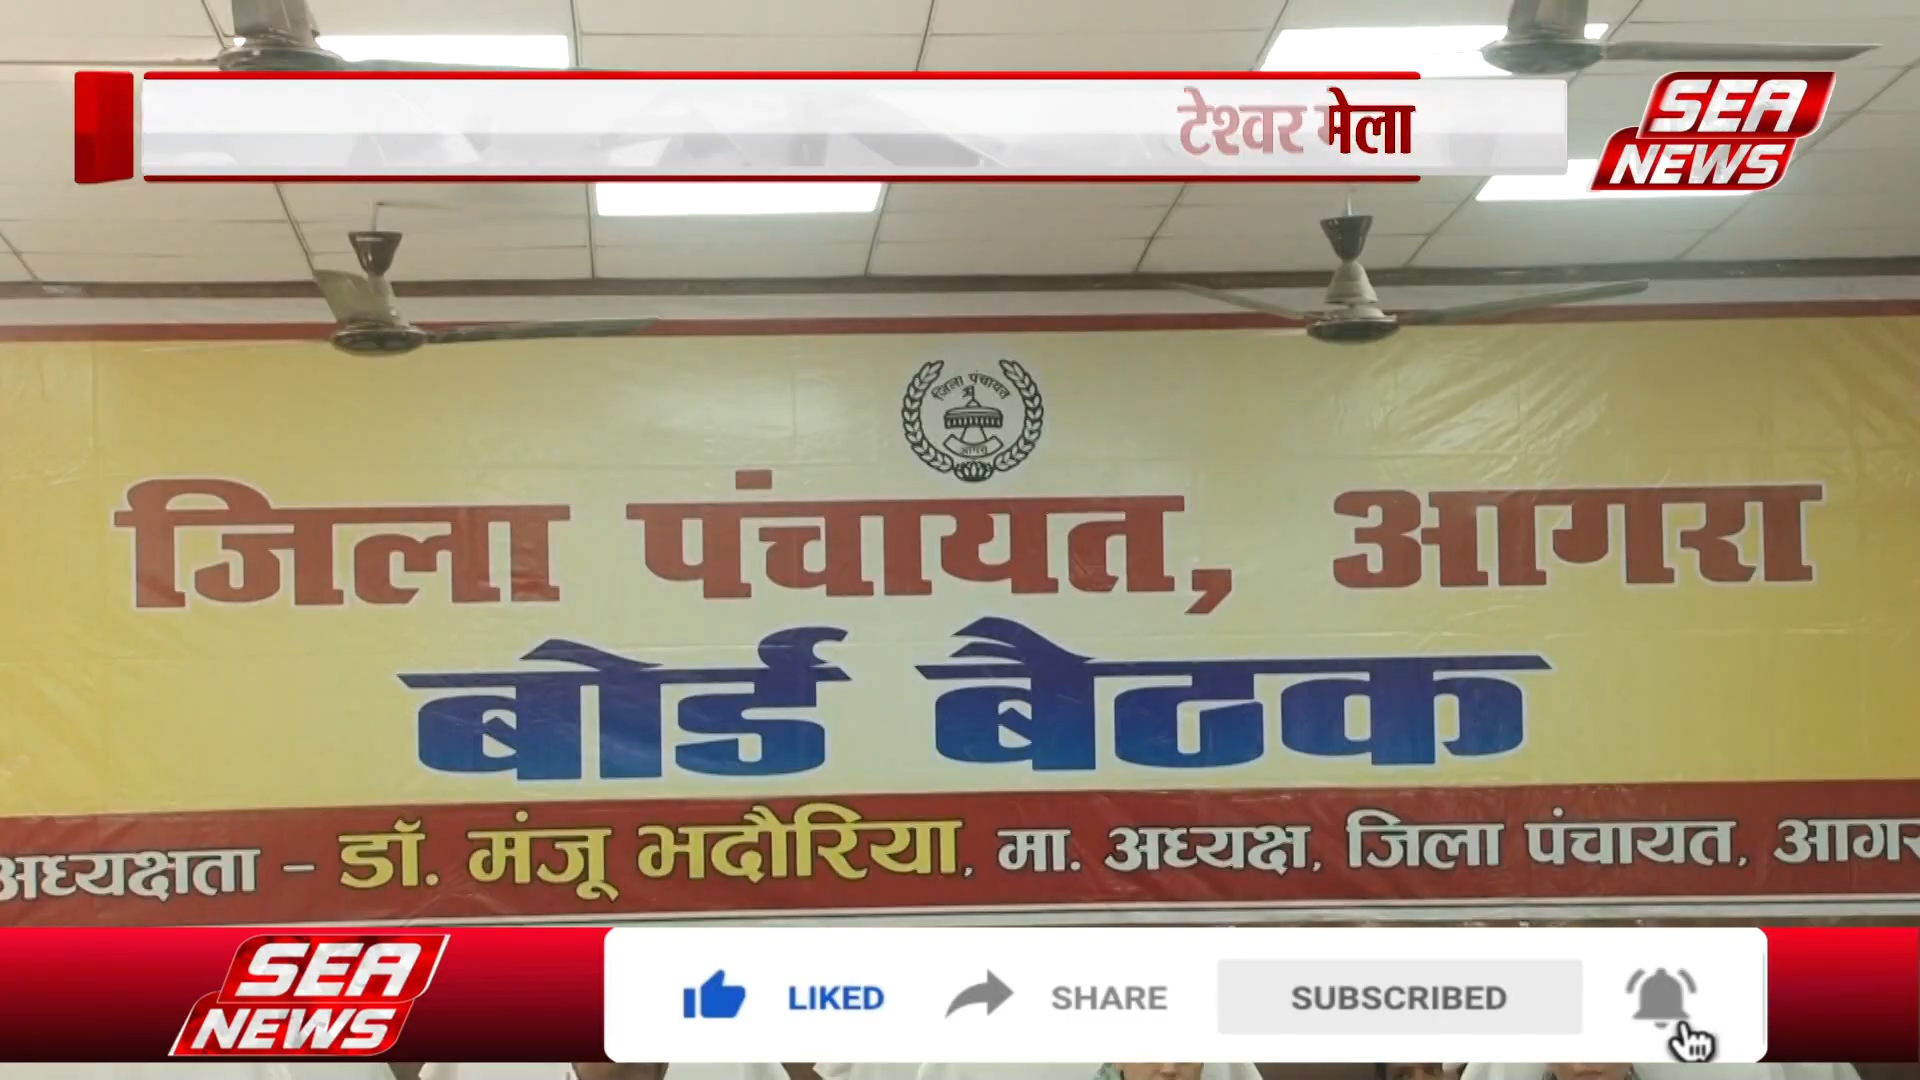 टेश्वर मेला
SEA
NEWS
जिला पंचायत
आगरा
जिला पंचायत, आगरा
बोर्ड बैठक
अध्यक्षता - डॉ. मंजू भदौरिया, मा. अध्यक्ष, जिला पंचायत, आगर
SEA
NEWS
LIKED SHARE SUBSCRIBED